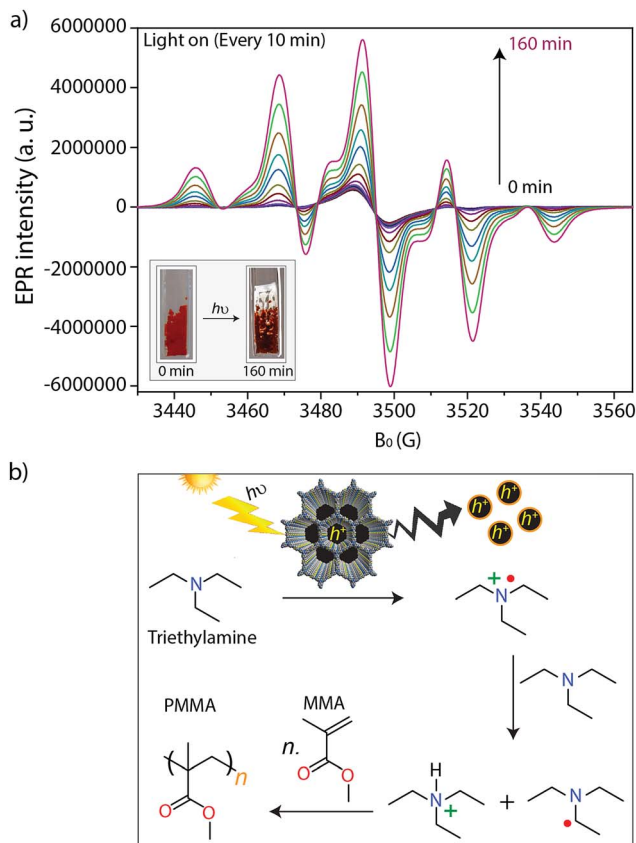 a)
Light on (Every 10 min)
160 min
0 min
EPR intensity (a. u.)
6000000
4000000
2000000
0
-2000000
-4000000
-6000000
hυ
0 min
160 min
3440
3460
3480
3500
3520
3540
3560
B₀ (G)
b)
hυ
h⁺
h⁺
h⁺
h⁺
h⁺
N
Triethylamine
+ •
N
N
PMMA
MMA
n.
( ) n
O
O
O
O
H
N
+
+
N
•